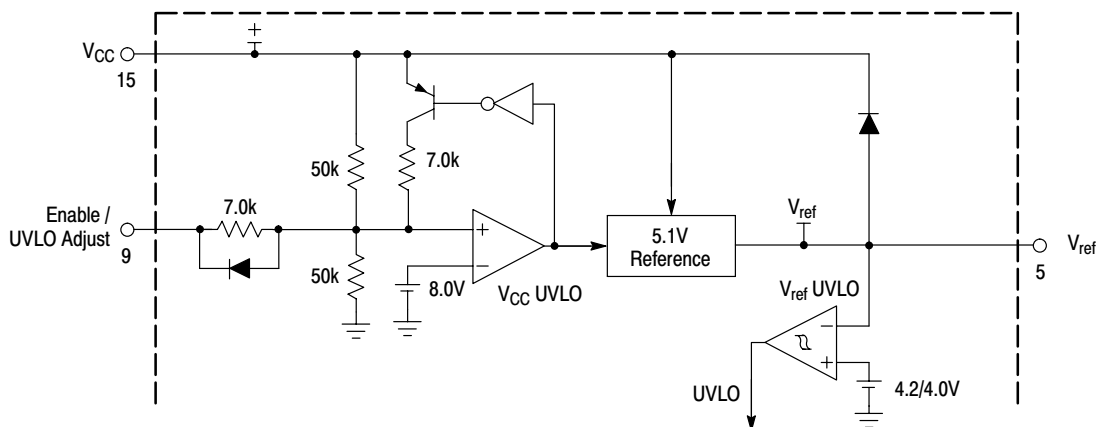 +
VCC
15
50k
7.0k
Enable /
UVLO Adjust
9
7.0k
50k
+
−
8.0V
VCC UVLO
5.1V
Reference
Vref
Vref
5
Vref UVLO
−
+
UVLO
4.2/4.0V